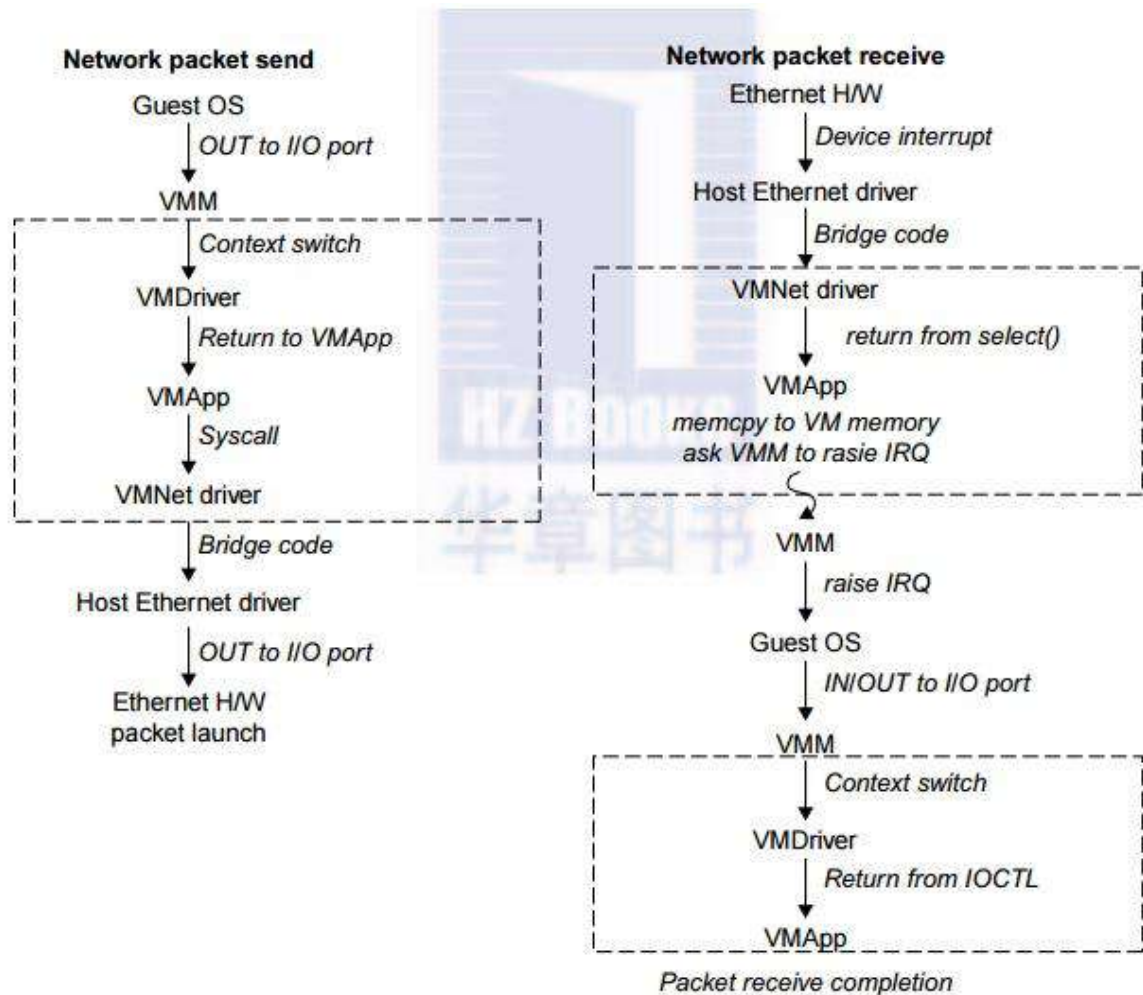 Network packet send
Guest OS
OUT to I/O port
VMM
Context switch
VMDriver
Return to VMApp
VMApp
Syscall
VMNet driver
Bridge code
Host Ethernet driver
OUT to I/O port
Ethernet H/W
packet launch
Network packet receive
Ethernet H/W
Device interrupt
Host Ethernet driver
Bridge code
VMNet driver
return from select()
VMApp
memcpy to VM memory
ask VMM to rasie IRQ
VMM
raise IRQ
Guest OS
IN/OUT to I/O port
VMM
Context switch
VMDriver
Return from IOCTL
VMApp
Packet receive completion
HZ Books
华章图书